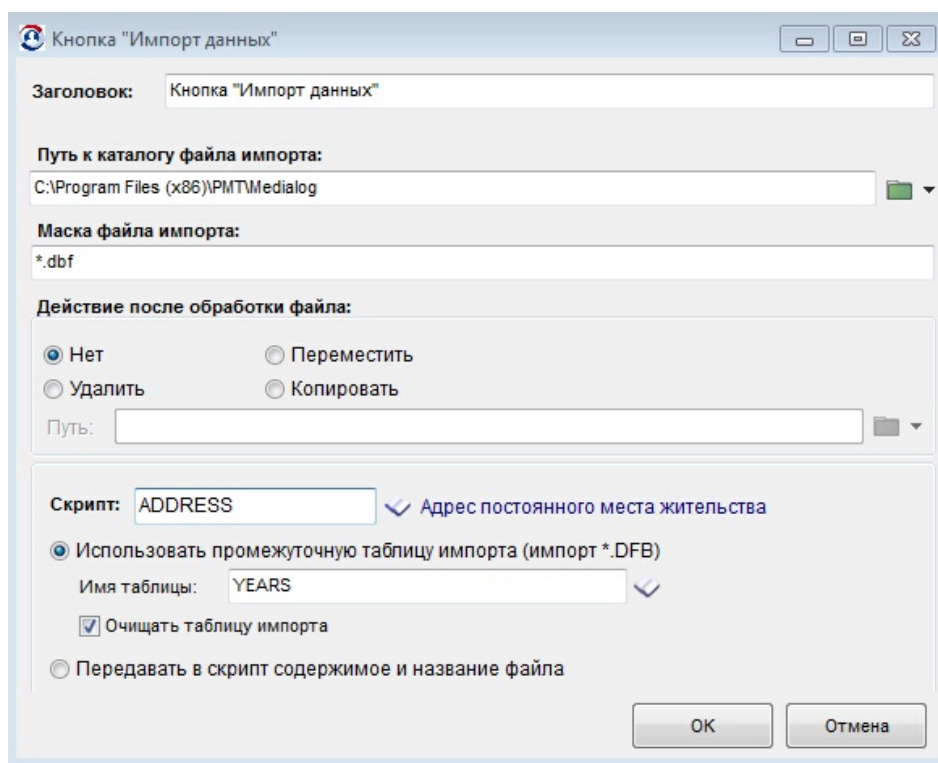 Кнопка "Импорт данных"
Заголовок: Кнопка "Импорт данных"
Путь к каталогу файла импорта:
C:\Program Files (x86)\PMT\Medialog
Маска файла импорта:
*.dbf
Действие после обработки файла:
Нет Переместить
Удалить Копировать
Путь:
Скрипт: ADDRESS Адрес постоянного места жительства
Использовать промежуточную таблицу импорта (импорт *.DFB)
Имя таблицы: YEARS
Очищать таблицу импорта
Передавать в скрипт содержимое и название файла
OK Отмена